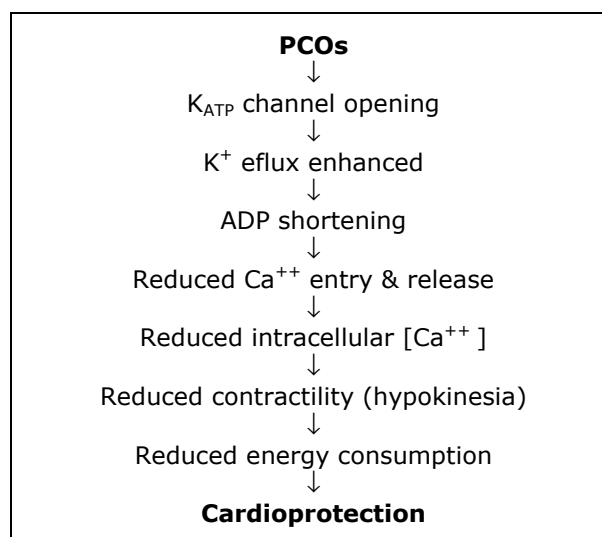 PCOs
↓
K_ATP channel opening
↓
K⁺ eflux enhanced
↓
ADP shortening
↓
Reduced Ca⁺⁺ entry & release
↓
Reduced intracellular [Ca⁺⁺ ]
↓
Reduced contractility (hypokinesia)
↓
Reduced energy consumption
↓
Cardioprotection